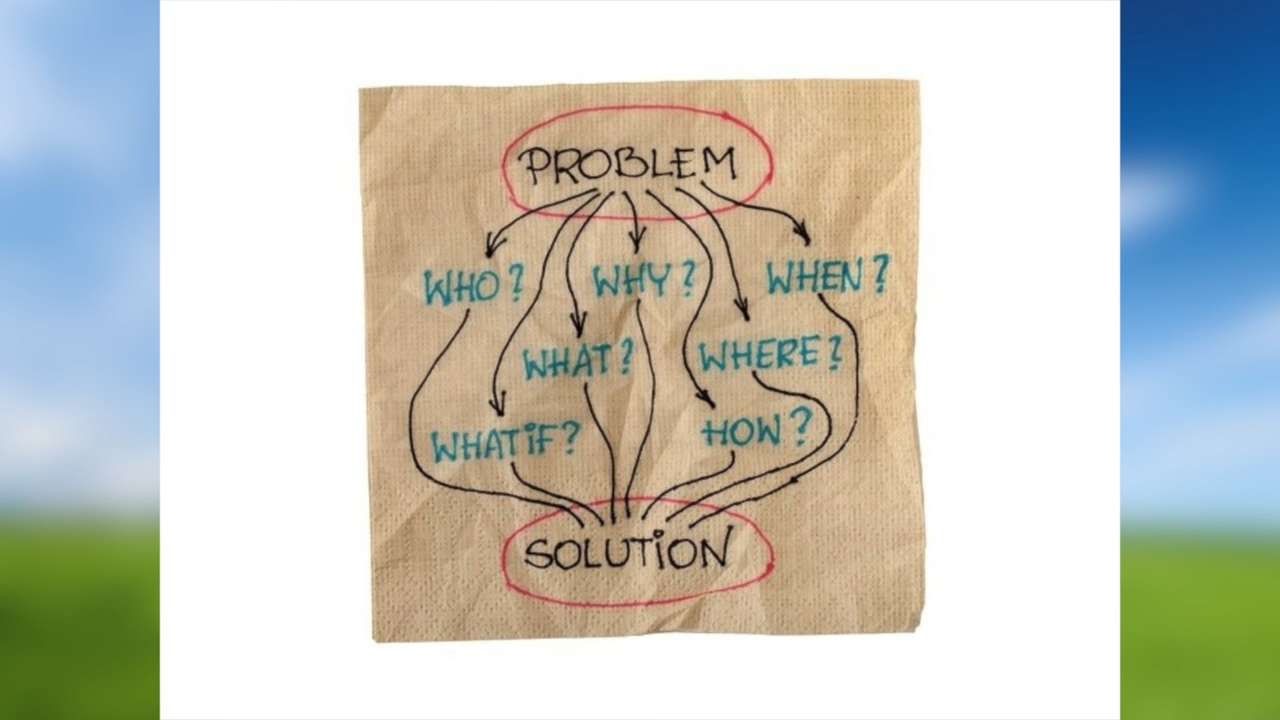 PROBLEM
WHO? WHY? WHEN?
WHAT? WHERE?
WHATiF? HOW?
SOLUTiON